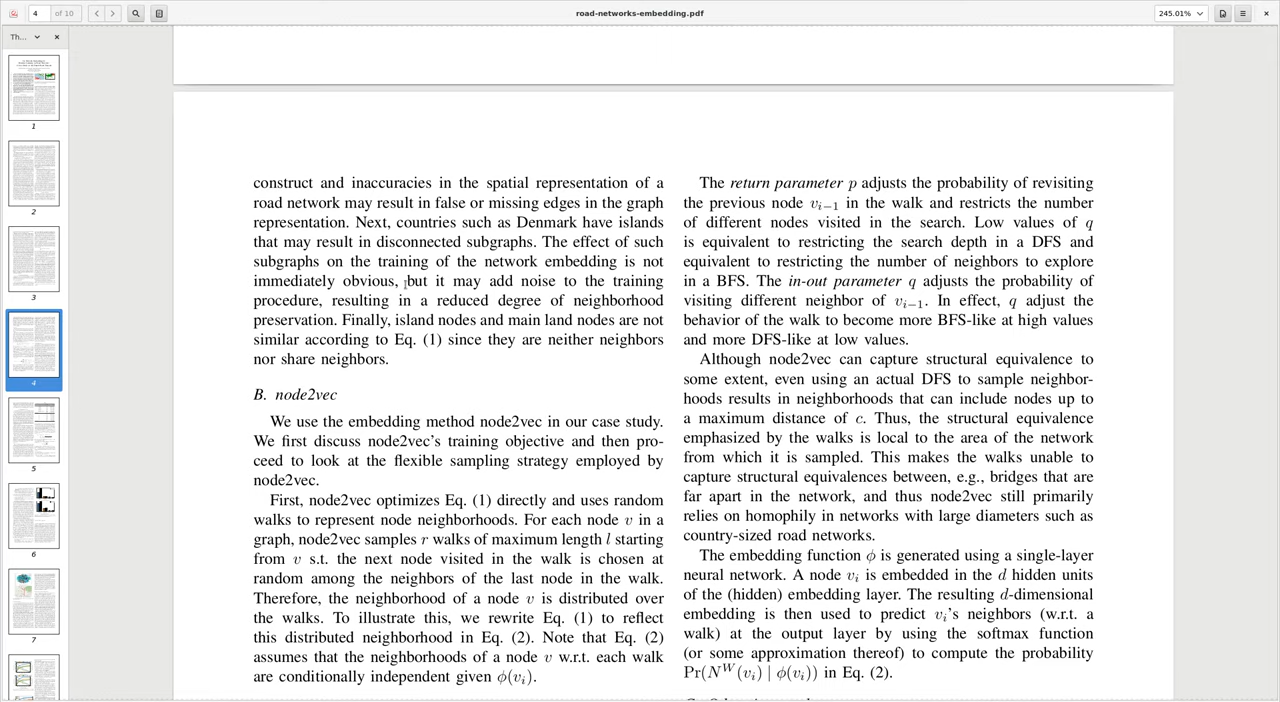 4 of 10
road-networks-embedding.pdf
245.01%
Th...
1
2
3
4
5
6
7
constant and inaccuracies in the spatial representation of a
road network may result in false or missing edges in the graph
representation. Next, countries such as Denmark have islands
that may result in disconnected subgraphs. The effect of such
subgraphs on the training of the network embedding is not
immediately obvious, but it may add noise to the training
procedure, resulting in a reduced degree of neighborhood
preservation. Finally, island nodes and mainland nodes are not
similar according to Eq. (1) since they are neither neighbors
nor share neighbors.
B. node2vec
We use the embedding method node2vec in our case study.
We first discuss node2vec's training objective and then pro-
ceed to look at the flexible sampling strategy employed by
node2vec.
First, node2vec optimizes Eq. (1) directly and uses random
walks to represent node neighborhoods. For each node v in a
graph, node2vec samples r walks of maximum length l starting
from v s.t. the next node visited in the walk is chosen at
random among the neighbors of the last node in the walk.
Therefore, the neighborhood of a node v is distributed over
the walks. To illustrate this, we rewrite Eq. (1) to reflect
this distributed neighborhood in Eq. (2). Note that Eq. (2)
assumes that the neighborhoods of a node v w.r.t. each walk
are conditionally independent given ϕ(vᵢ).
The return parameter p adjusts the probability of revisiting
the previous node vᵢ₋₁ in the walk and restricts the number
of different nodes visited in the search. Low values of q
is equivalent to restricting the search depth in a DFS and
equivalent to restricting the number of neighbors to explore
in a BFS. The in-out parameter q adjusts the probability of
visiting different neighbor of vᵢ₋₁. In effect, q adjust the
behavior of the walk to become more BFS-like at high values
and more DFS-like at low values.
Although node2vec can capture structural equivalence to
some extent, even using an actual DFS to sample neighbor-
hoods results in neighborhoods that can include nodes up to
a maximum distance of c. Thus, the structural equivalence
emphasized by the walks is local to the area of the network
from which it is sampled. This makes the walks unable to
capture structural equivalences between, e.g., bridges that are
far apart in the network, and thus node2vec still primarily
relies on homophily in networks with large diameters such as
country-sized road networks.
The embedding function ϕ is generated using a single-layer
neural network. A node vᵢ is embedded in the d hidden units
of the (hidden) embedding layer. The resulting d-dimensional
embedding is then used to predict vᵢ's neighbors (w.r.t. a
walk) at the output layer by using the softmax function
(or some approximation thereof) to compute the probability
in Eq. (2).